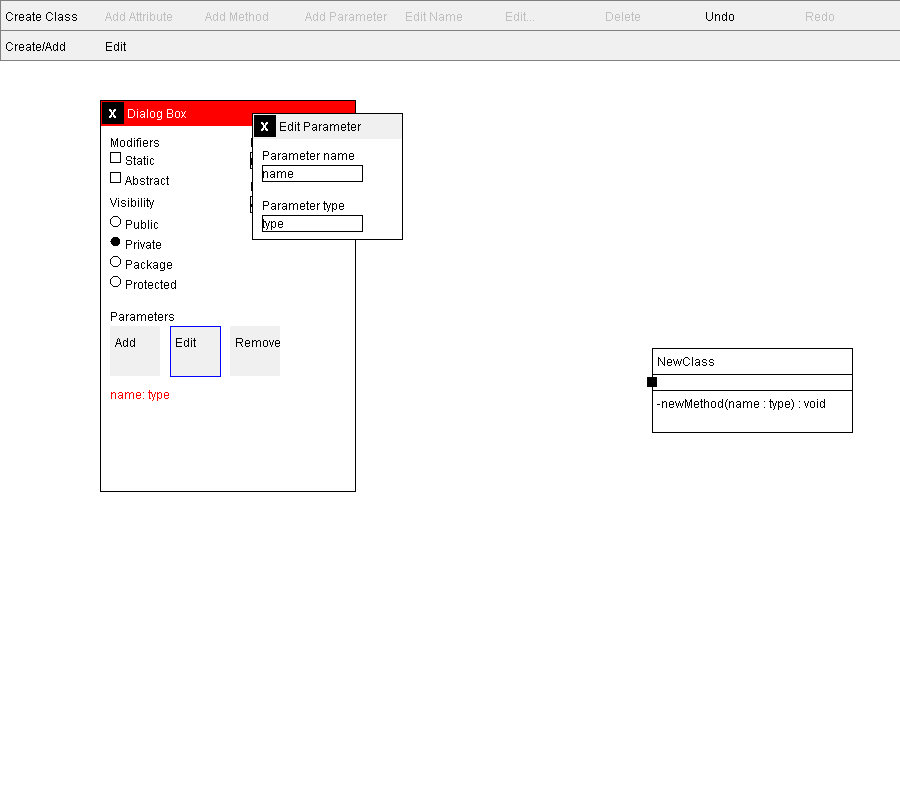 Create Class Add Attribute Add Method Add Parameter Edit Name Edit... Delete Undo Redo
Create/Add Edit
X Dialog Box
Modifiers
Static
Abstract
Visibility
Public
Private
Package
Protected
Parameters
Add Edit Remove
name: type
X Edit Parameter
Parameter name
name
Parameter type
type
NewClass
-newMethod(name : type) : void